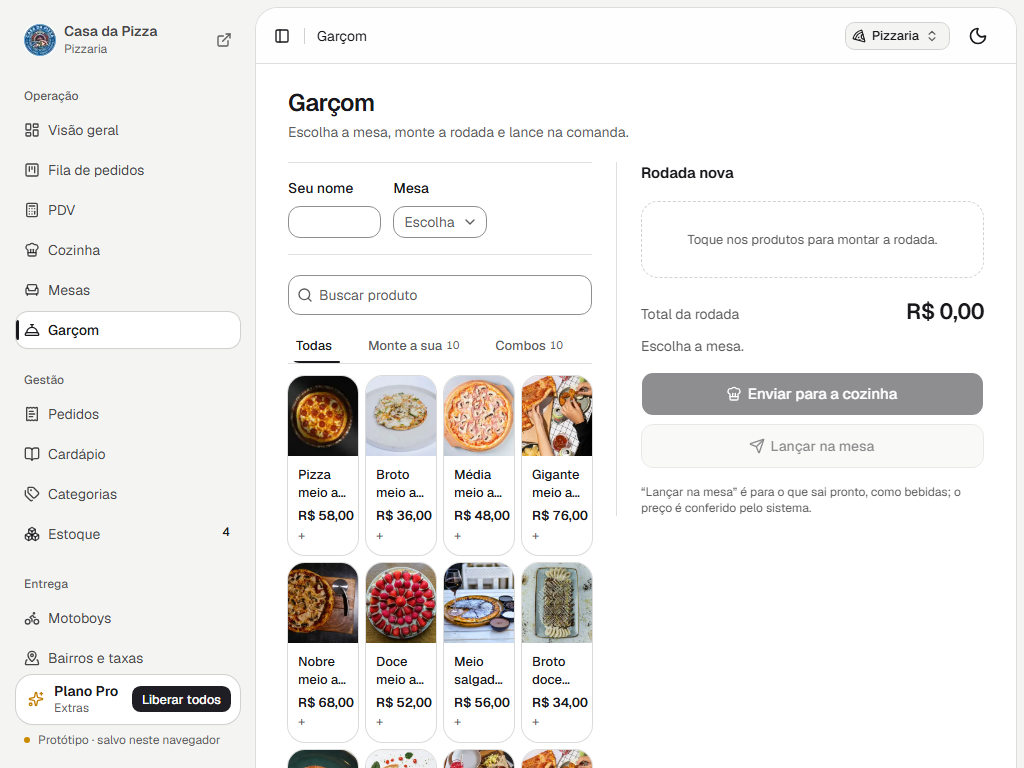 Casa da Pizza
Pizzaria
Operação
Visão geral
Fila de pedidos
PDV
Cozinha
Mesas
Garçom
Gestão
Pedidos
Cardápio
Categorias
Estoque 4
Entrega
Motoboys
Bairros e taxas
Plano Pro
Extras
Liberar todos
Protótipo · salvo neste navegador
Garçom
Pizzaria
Garçom
Escolha a mesa, monte a rodada e lance na comanda.
Seu nome
Mesa
Escolha
Buscar produto
Todas Monte a sua 10 Combos 10
Pizza
meio a...
R$ 58,00
+
Broto
meio a...
R$ 36,00
+
Média
meio a...
R$ 48,00
+
Gigante
meio a...
R$ 76,00
+
Nobre
meio a...
R$ 68,00
+
Doce
meio a...
R$ 52,00
+
Meio
salgad...
R$ 56,00
+
Broto
doce...
R$ 34,00
+
Rodada nova
Toque nos produtos para montar a rodada.
Total da rodada R$ 0,00
Escolha a mesa.
Enviar para a cozinha
Lançar na mesa
“Lançar na mesa” é para o que sai pronto, como bebidas; o
preço é conferido pelo sistema.